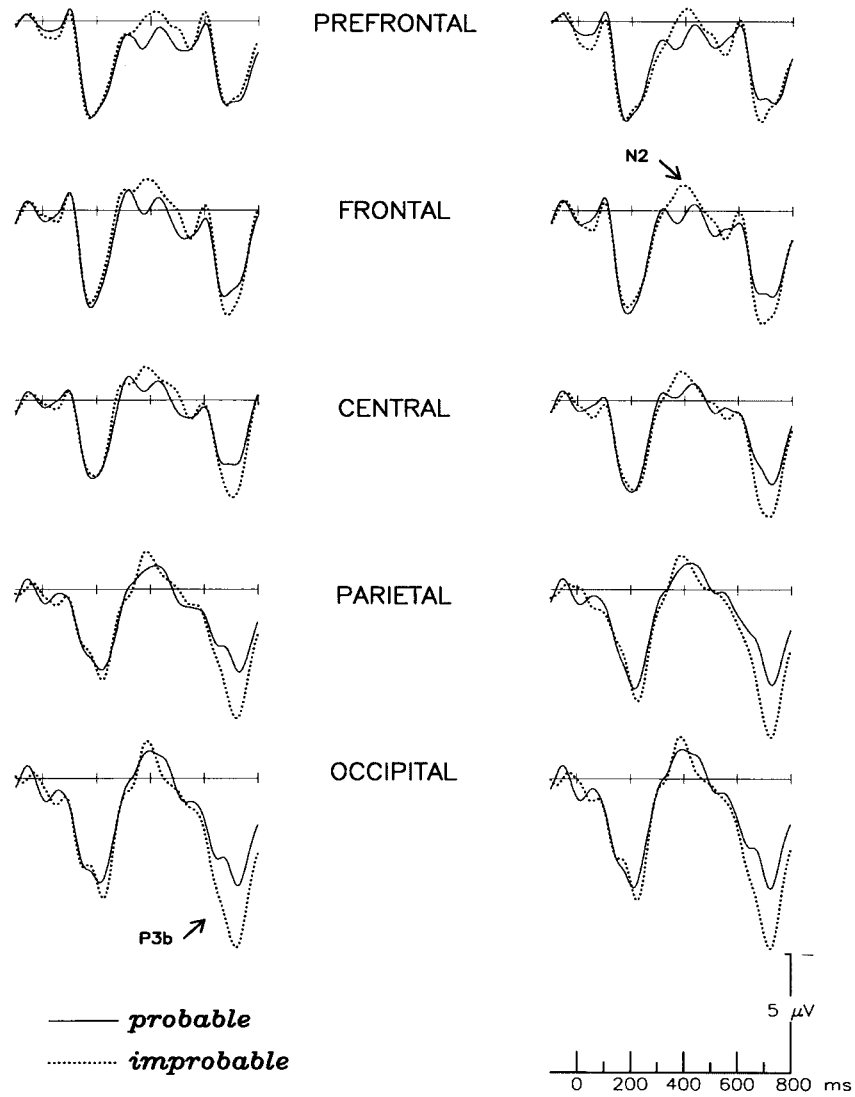 PREFRONTAL
N2
FRONTAL
CENTRAL
PARIETAL
OCCIPITAL
P3b
5 μV
probable
improbable
0 200 400 600 800 ms